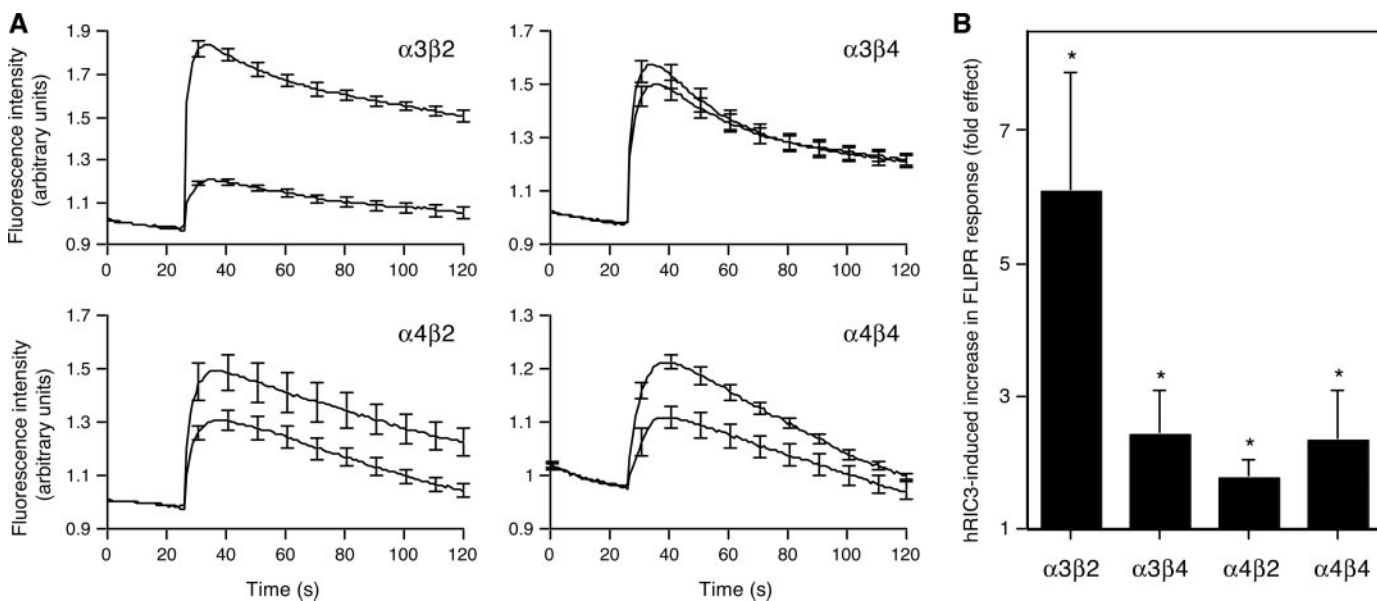 A
Fluorescence intensity
(arbitrary units)
1.9
1.7
1.5
1.3
1.1
0.9
α3β2
0 20 40 60 80 100 120
1.9
1.7
1.5
1.3
1.1
0.9
α3β4
0 20 40 60 80 100 120
Fluorescence intensity
(arbitrary units)
1.7
1.5
1.3
1.1
0.9
α4β2
0 20 40 60 80 100 120
Time (s)
1.3
1.2
1.1
1
0.9
α4β4
0 20 40 60 80 100 120
Time (s)
B
hRIC3-induced increase in FLIPR response (fold effect)
7
5
3
1
*
*
*
*
α3β2 α3β4 α4β2 α4β4